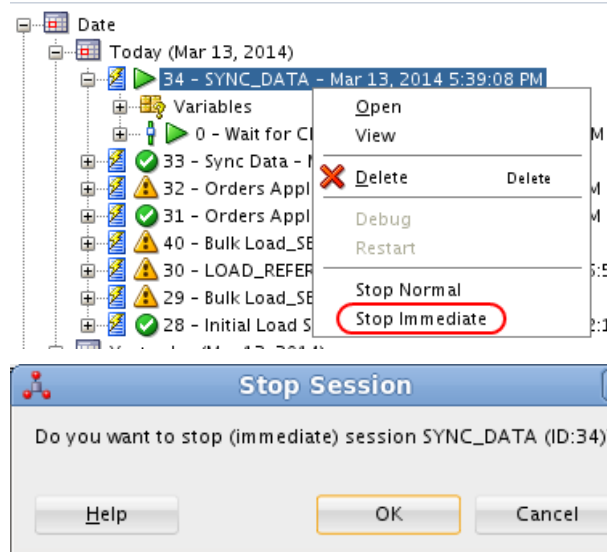 Date
Today (Mar 13, 2014)
34 - SYNC_DATA - Mar 13, 2014 5:39:08 PM
Variables
Open
0 - Wait for
View
M
33 - Sync Data -
Delete Delete
32 - Orders Appl
M
31 - Orders Appl
Debug
M
40 - Bulk
Restart
30 -
29 - Bulk
Stop Normal
28 - Initial Load
Stop Immediate
Stop Session
Do you want to stop (immediate) session SYNC_DATA (ID:34)
Help OK Cancel